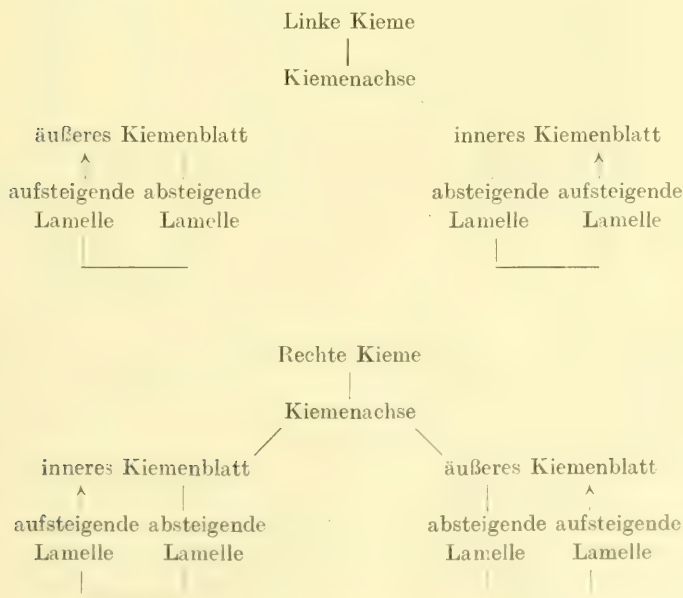 Linke Kieme
Kiemenachse
äußeres Kiemenblatt inneres Kiemenblatt
aufsteigende absteigende absteigende aufsteigende
Lamelle Lamelle Lamelle Lamelle
Rechte Kieme
Kiemenachse
inneres Kiemenblatt äußeres Kiemenblatt
aufsteigende absteigende absteigende aufsteigende
Lamelle Lamelle Lamelle Lamelle